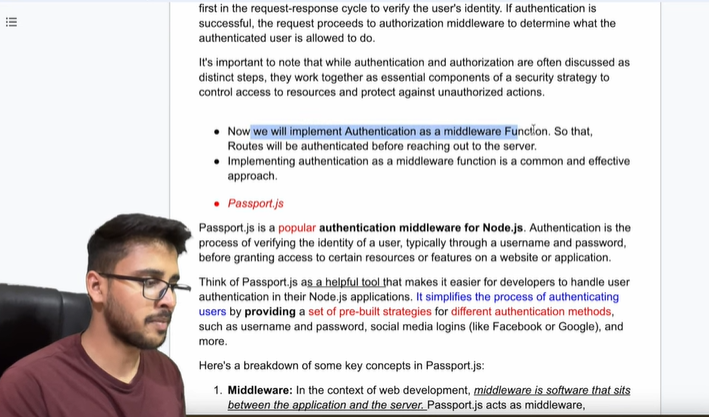 first in the request-response cycle to verify the user's identity. If authentication is
successful, the request proceeds to authorization middleware to determine what the
authenticated user is allowed to do.
It's important to note that while authentication and authorization are often discussed as
distinct steps, they work together as essential components of a security strategy to
control access to resources and protect against unauthorized actions.
● Now we will implement Authentication as a middleware Function. So that,
Routes will be authenticated before reaching out to the server.
● Implementing authentication as a middleware function is a common and effective
approach.
● Passport.js
Passport.js is a popular authentication middleware for Node.js. Authentication is the
process of verifying the identity of a user, typically through a username and password,
before granting access to certain resources or features on a website or application.
Think of Passport.js as a helpful tool that makes it easier for developers to handle user
authentication in their Node.js applications. It simplifies the process of authenticating
users by providing a set of pre-built strategies for different authentication methods,
such as username and password, social media logins (like Facebook or Google), and
more.
Here's a breakdown of some key concepts in Passport.js:
1. Middleware: In the context of web development, middleware is software that sits
between the application and the server. Passport.js acts as middleware,